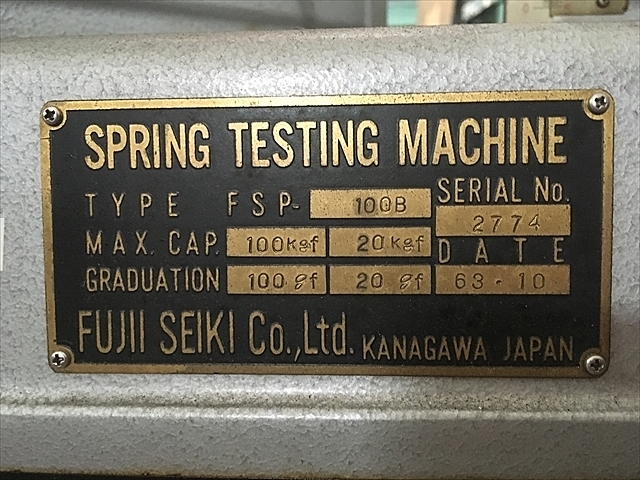 SPRING TESTING MACHINE
TYPE FSP- 100B SERIAL No. 2774
MAX. CAP. 100kgf 20kgf DATE
GRADUATION 100gf 20gf 63-10
FUJII SEIKI Co.,Ltd. KANAGAWA JAPAN